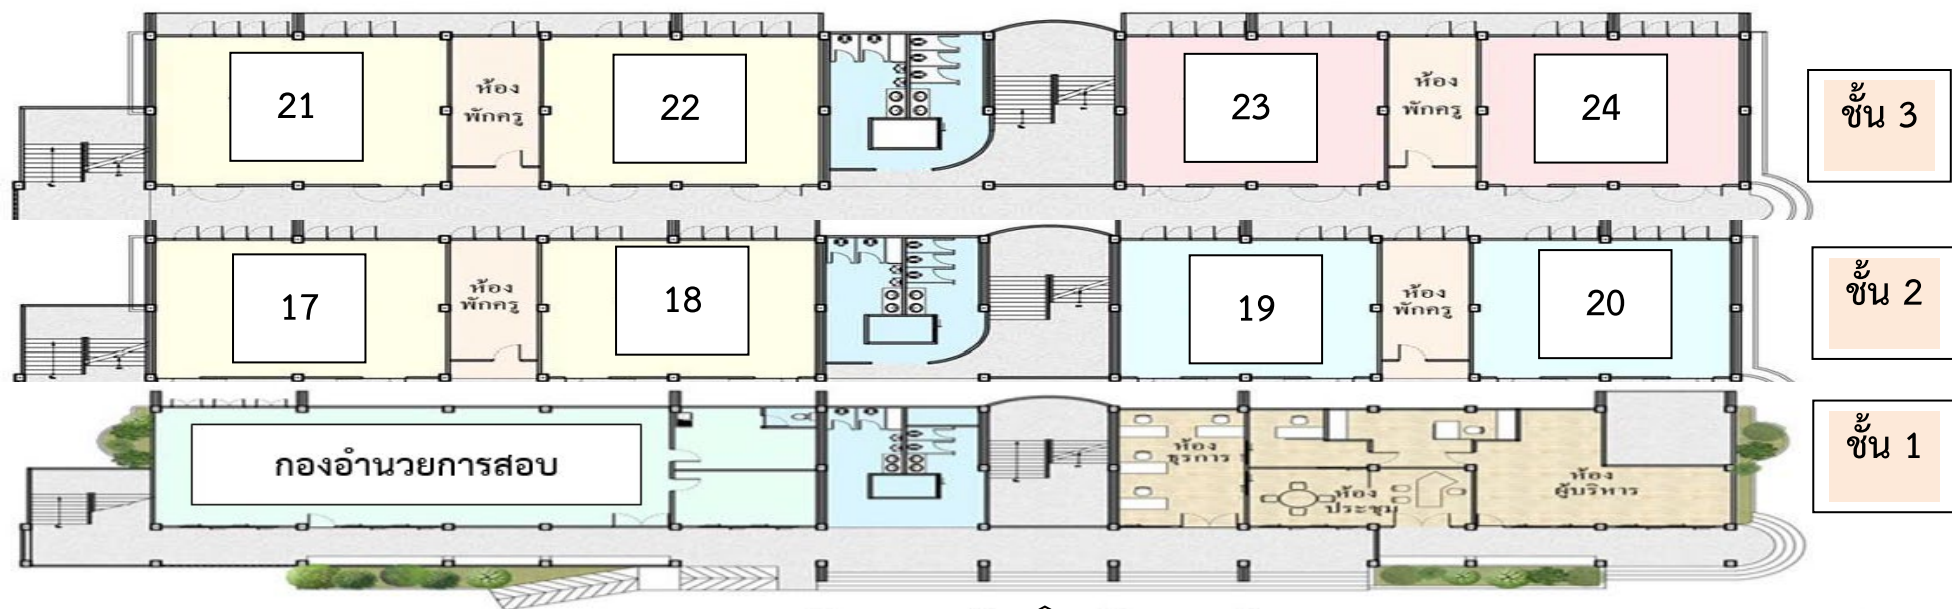 21
ห้อง
พักครู
22
23
ห้อง
พักครู
24
ชั้น 3
17
ห้อง
พักครู
18
19
ห้อง
พักครู
20
ชั้น 2
กองอำนวยการสอบ
ห้อง
ธุรการ
ห้อง
ประชุม
ห้อง
ผู้บริหาร
ชั้น 1